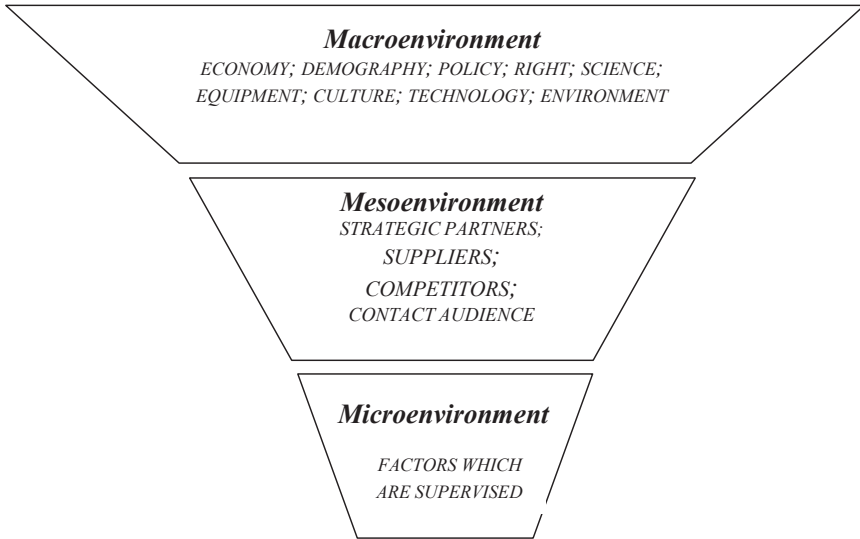 Macroenvironment
ECONOMY; DEMOGRAPHY; POLICY; RIGHT; SCIENCE;
EQUIPMENT; CULTURE; TECHNOLOGY; ENVIRONMENT
Mesoenvironment
STRATEGIC PARTNERS;
SUPPLIERS;
COMPETITORS;
CONTACT AUDIENCE
Microenvironment
FACTORS WHICH
ARE SUPERVISED